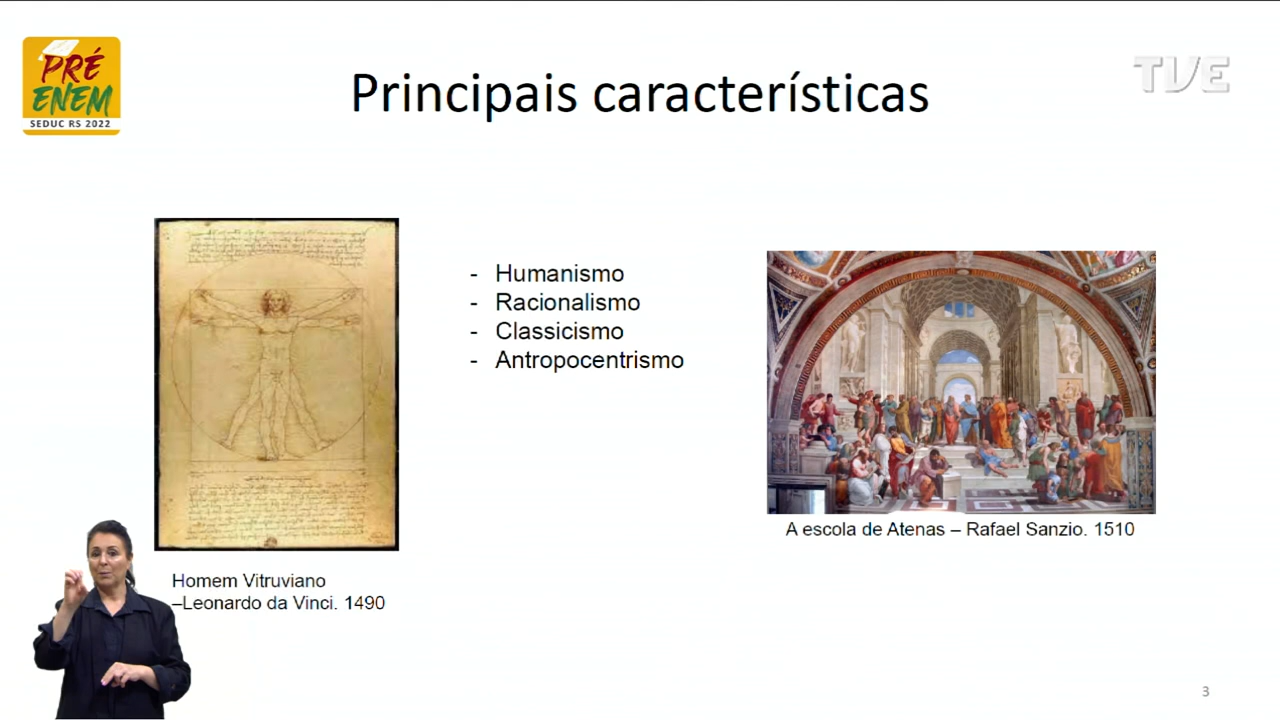 PRÉ
ENEM
SEDUC RS 2022
TVE
Principais características
- Humanismo
- Racionalismo
- Classicismo
- Antropocentrismo
A escola de Atenas – Rafael Sanzio. 1510
Homem Vitruviano
–Leonardo da Vinci. 1490
3